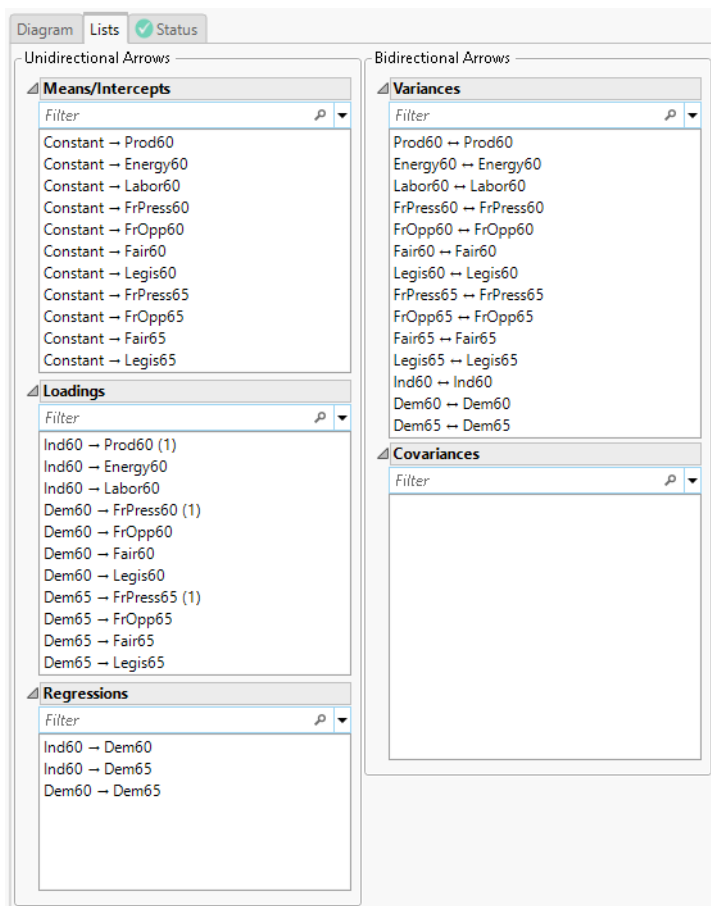 Diagram Lists Status
Unidirectional Arrows
Means/Intercepts
Filter
Constant → Prod60
Constant → Energy60
Constant → Labor60
Constant → FrPress60
Constant → FrOpp60
Constant → Fair60
Constant → Legis60
Constant → FrPress65
Constant → FrOpp65
Constant → Fair65
Constant → Legis65
Loadings
Filter
Ind60 → Prod60 (1)
Ind60 → Energy60
Ind60 → Labor60
Dem60 → FrPress60 (1)
Dem60 → FrOpp60
Dem60 → Fair60
Dem60 → Legis60
Dem65 → FrPress65 (1)
Dem65 → FrOpp65
Dem65 → Fair65
Dem65 → Legis65
Regressions
Filter
Ind60 → Dem60
Ind60 → Dem65
Dem60 → Dem65
Bidirectional Arrows
Variances
Filter
Prod60 ↔ Prod60
Energy60 ↔ Energy60
Labor60 ↔ Labor60
FrPress60 ↔ FrPress60
FrOpp60 ↔ FrOpp60
Fair60 ↔ Fair60
Legis60 ↔ Legis60
FrPress65 ↔ FrPress65
FrOpp65 ↔ FrOpp65
Fair65 ↔ Fair65
Legis65 ↔ Legis65
Ind60 ↔ Ind60
Dem60 ↔ Dem60
Dem65 ↔ Dem65
Covariances
Filter